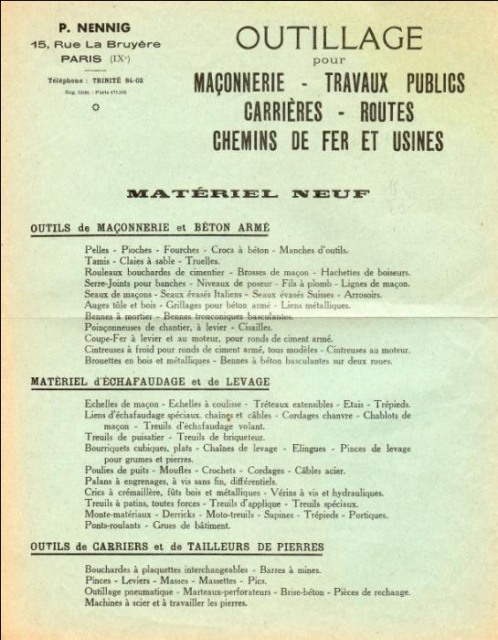 P. NENNIG
15, Rue La Bruyère
PARIS (IXᵉ)
Téléphone : TRINITÉ 84-02
OUTILLAGE
pour
MAÇONNERIE - TRAVAUX PUBLICS
CARRIÈRES - ROUTES
CHEMINS DE FER ET USINES
MATÉRIEL NEUF
OUTILS de MAÇONNERIE et BÉTON ARMÉ
Pelles - Pioches - Fourches - Crocs à béton - Manches d'outils.
Tamis - Claies à sable - Truelles.
Rouleaux bouchardes de cimentier - Brosses de maçon - Hachettes de boiseurs.
Serre-Joints pour banches - Niveaux de poseur - Fils à plomb - Lignes de maçon.
Seaux de maçons - Seaux évasés Italiens - Seaux évasés Suisses - Arrosoirs.
Auges tôle et bois - Grillages pour béton armé - Liens métalliques.
Bennes à mortier - Bennes tronconiques basculantes.
Poinçonneuses de chantier, à levier - Cisailles.
Coupe-Fer à levier et au moteur, pour ronds de ciment armé.
Cintreuses à froid pour ronds de ciment armé, tous modèles - Cintreuses au moteur.
Brouettes en bois et métalliques - Bennes à béton basculantes sur deux roues.
MATÉRIEL d'ÉCHAFAUDAGE et de LEVAGE
Echelles de maçon - Echelles à coulisse - Tréteaux extensibles - Etais - Trépieds.
Liens d'échafaudage spéciaux, chaînes et câbles - Cordages chanvre - Chablots de
maçon - Treuils d'échafaudage volant.
Treuils de puisatier - Treuils de briqueteur.
Bourriquets cubiques, plats - Chaînes de levage - Elingues - Pinces de levage
pour grumes et pierres.
Poulies de puits - Moufles - Crochets - Cordages - Câbles acier.
Palans à engrenages, à vis sans fin, différentiels.
Crics à crémaillère, fûts bois et métalliques - Vérins à vis et hydrauliques.
Treuils à patins, toutes forces - Treuils d'applique - Treuils spéciaux.
Monte-matériaux - Derricks - Moto-treuils - Sapines - Trépieds - Portiques.
Ponts-roulants - Grues de bâtiment.
OUTILS de CARRIERS et de TAILLEURS DE PIERRES
Bouchardes à plaquettes interchangeables - Barres à mines.
Pinces - Leviers - Masses - Massettes - Pics.
Outillage pneumatique - Marteaux-perforateurs - Brise-béton - Pièces de rechange.
Machines à scier et à travailler les pierres.